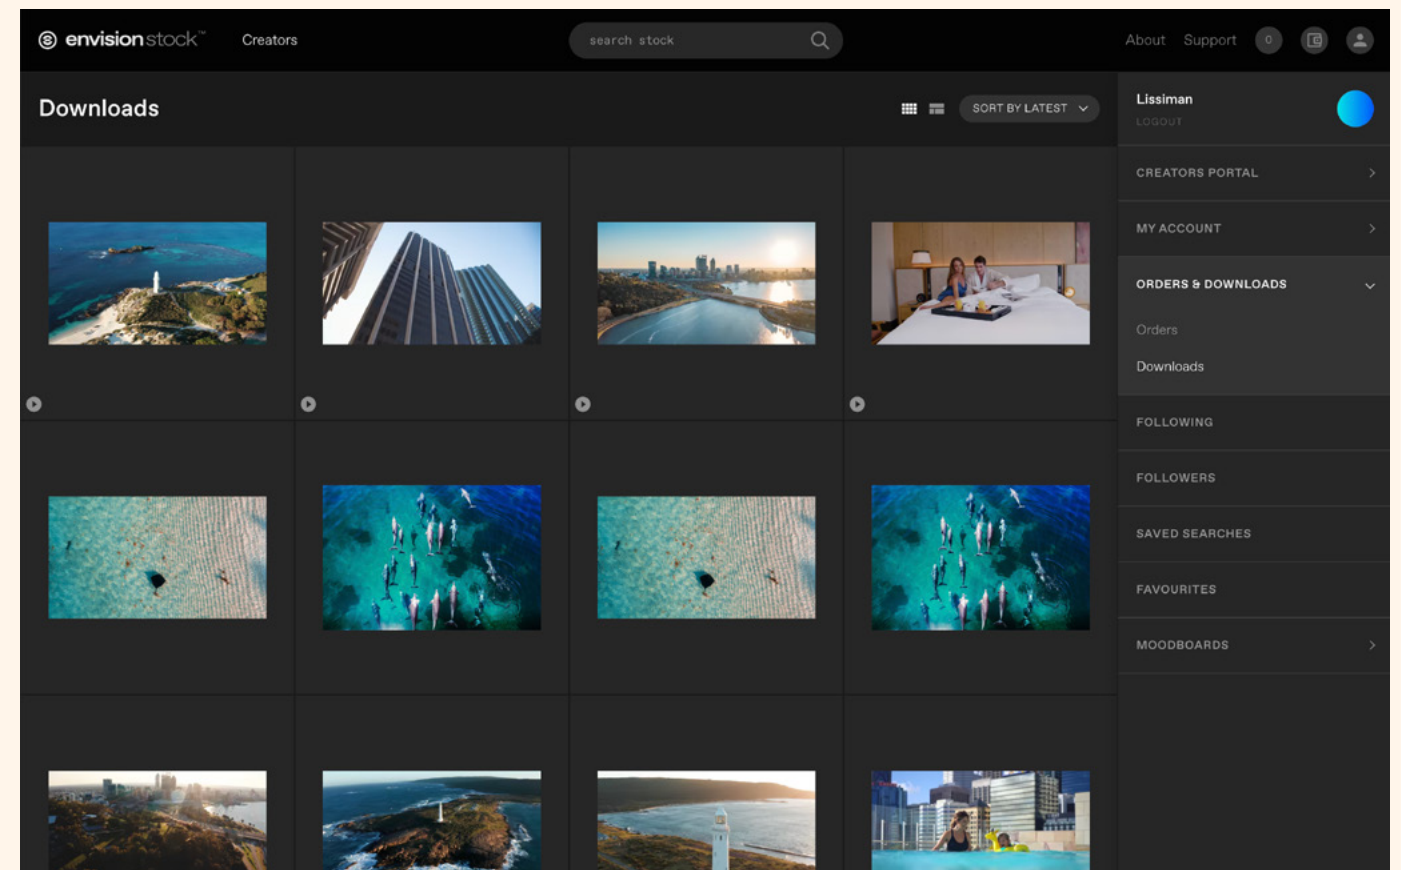 envisionstock™
Creators
search stock
About
Support
0
Downloads
SORT BY LATEST
Lissiman
LOGOUT
CREATORS PORTAL
MY ACCOUNT
ORDERS & DOWNLOADS
Orders
Downloads
FOLLOWING
FOLLOWERS
SAVED SEARCHES
FAVOURITES
MOODBOARDS